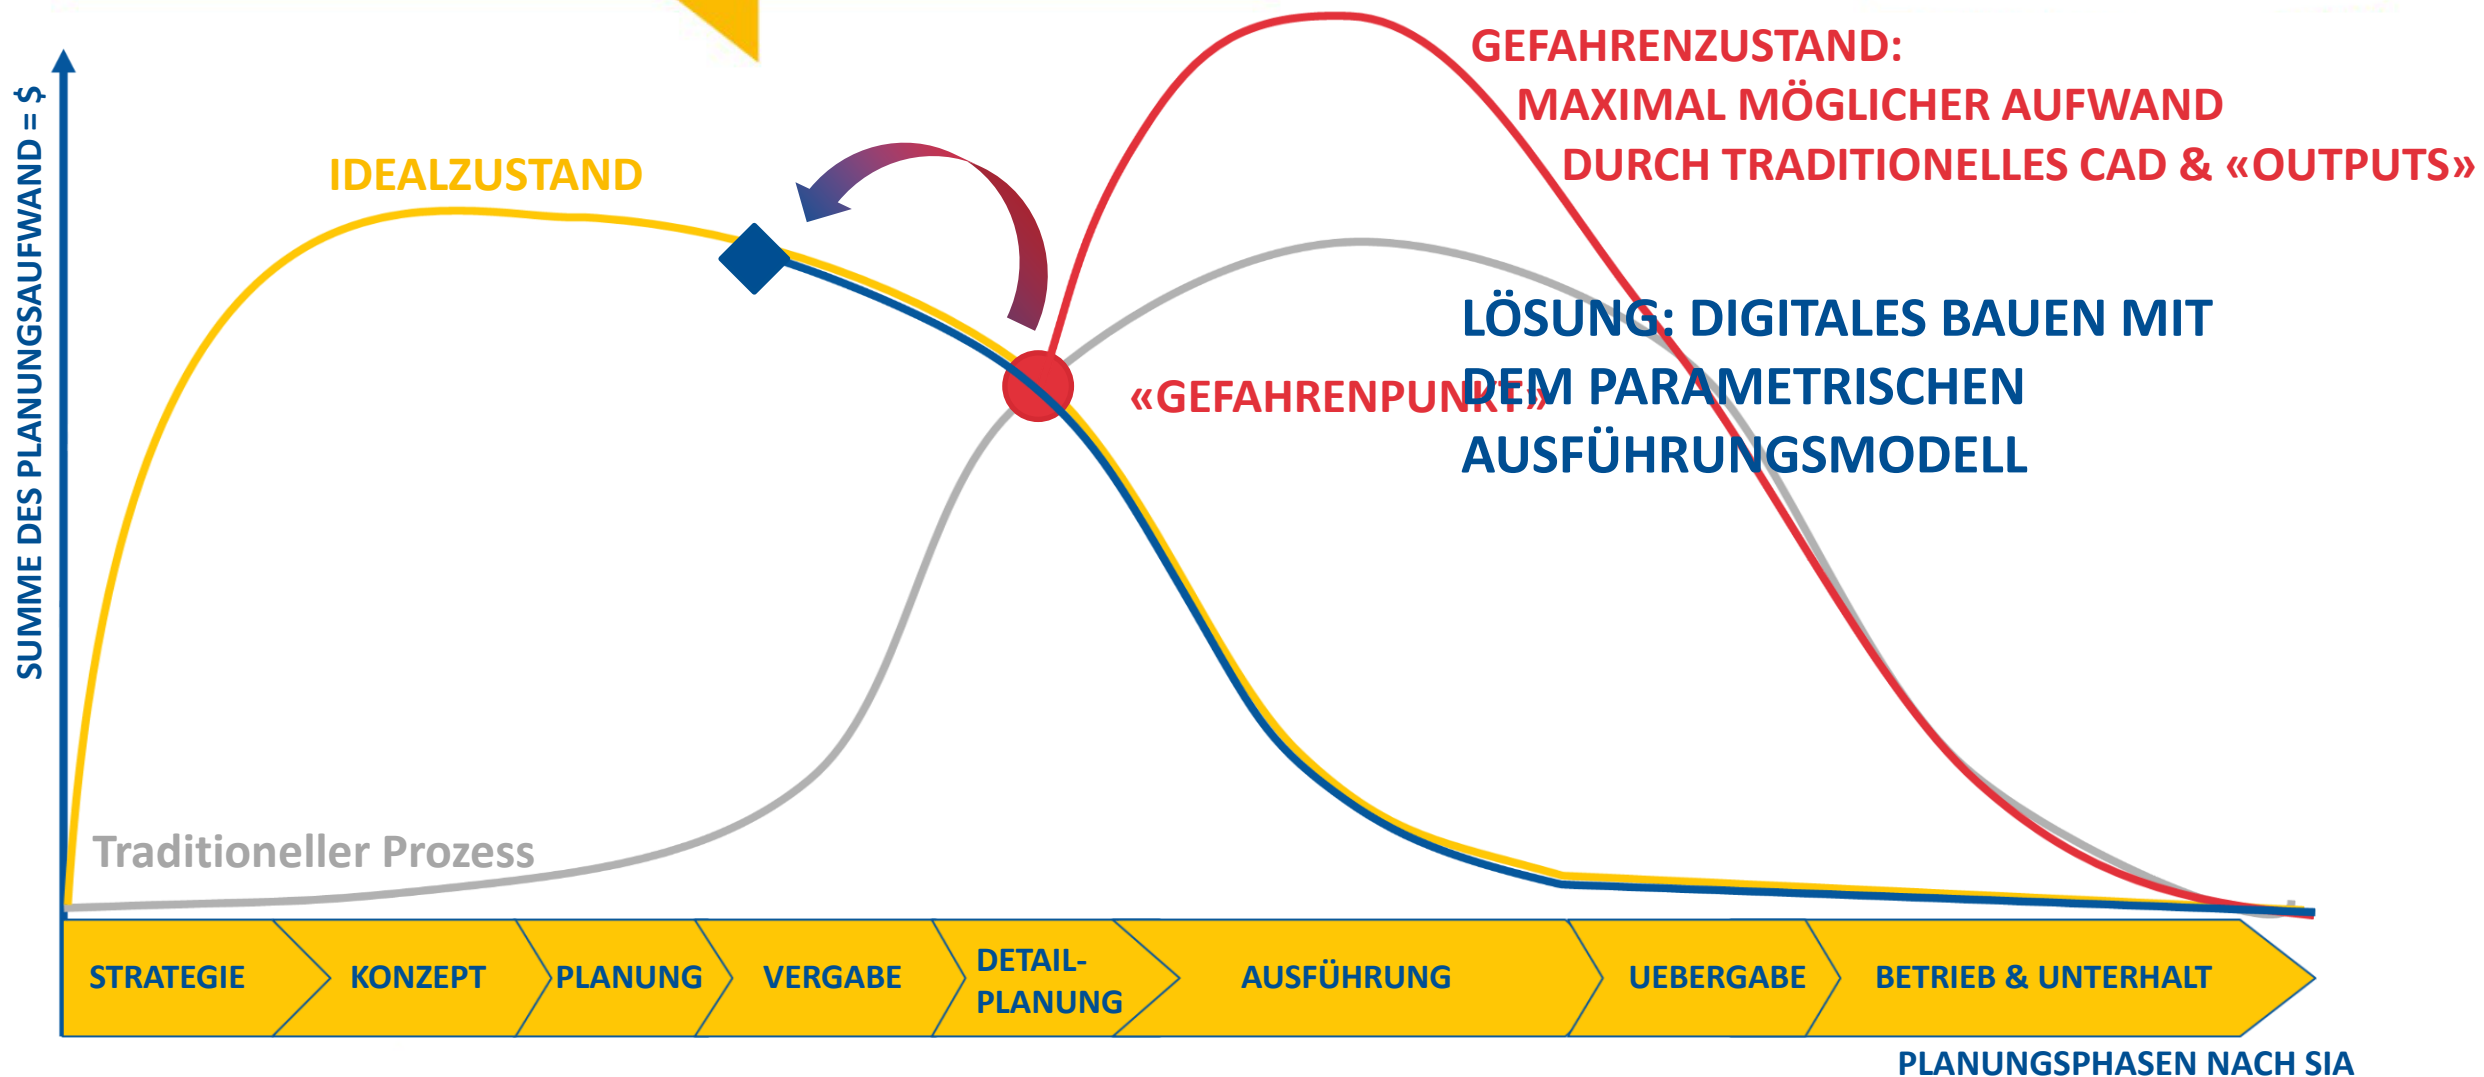 GEFAHRENZUSTAND:
MAXIMAL MÖGLICHER AUFWAND
DURCH TRADITIONELLES CAD & «OUTPUTS»
SUMME DES PLANUNGSAUFWAND = $
IDEALZUSTAND
LÖSUNG: DIGITALES BAUEN MIT
DEM PARAMETRISCHEN
AUSFÜHRUNGSMODELL
«GEFAHRENPUNKT»
Traditioneller Prozess
STRATEGIE
KONZEPT
PLANUNG
VERGABE
DETAIL-
PLANUNG
AUSFÜHRUNG
UEBERGABE
BETRIEB & UNTERHALT
PLANUNGSPHASEN NACH SIA